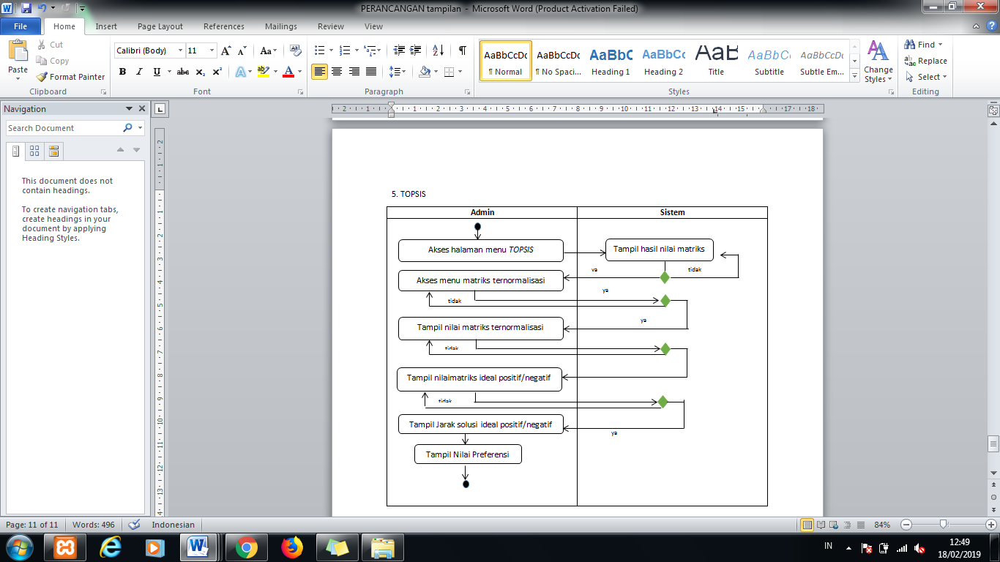 PERANCANGAN tampilan - Microsoft Word (Product Activation Failed)
File Home Insert Page Layout References Mailings Review View
Paste
Cut
Copy
Format Painter
Clipboard
Calibri (Body) 11
Font
Paragraph
AaBbCcDc AaBbCcDc AaBbC AaBbCc AaB AaBbCc AaBbCcDc
¶ Normal ¶ No Spaci... Heading 1 Heading 2 Title Subtitle Subtle Em...
Styles
Change Styles
Find
Replace
Select
Editing
Navigation
Search Document
This document does not
contain headings.
To create navigation tabs,
create headings in your
document by applying
Heading Styles.
5. TOPSIS
Admin Sistem
Akses halaman menu TOPSIS
Tampil hasil nilai matriks
ya tidak
Akses menu matriks ternormalisasi
ya
tidak
ya
Tampil nilai matriks ternormalisasi
tidak
Tampil nilaimatriks ideal positif/negatif
tidak
Tampil Jarak solusi ideal positif/negatif
ya
Tampil Nilai Preferensi
Page: 11 of 11 Words: 496 Indonesian 84%
IN 12:49
18/02/2019